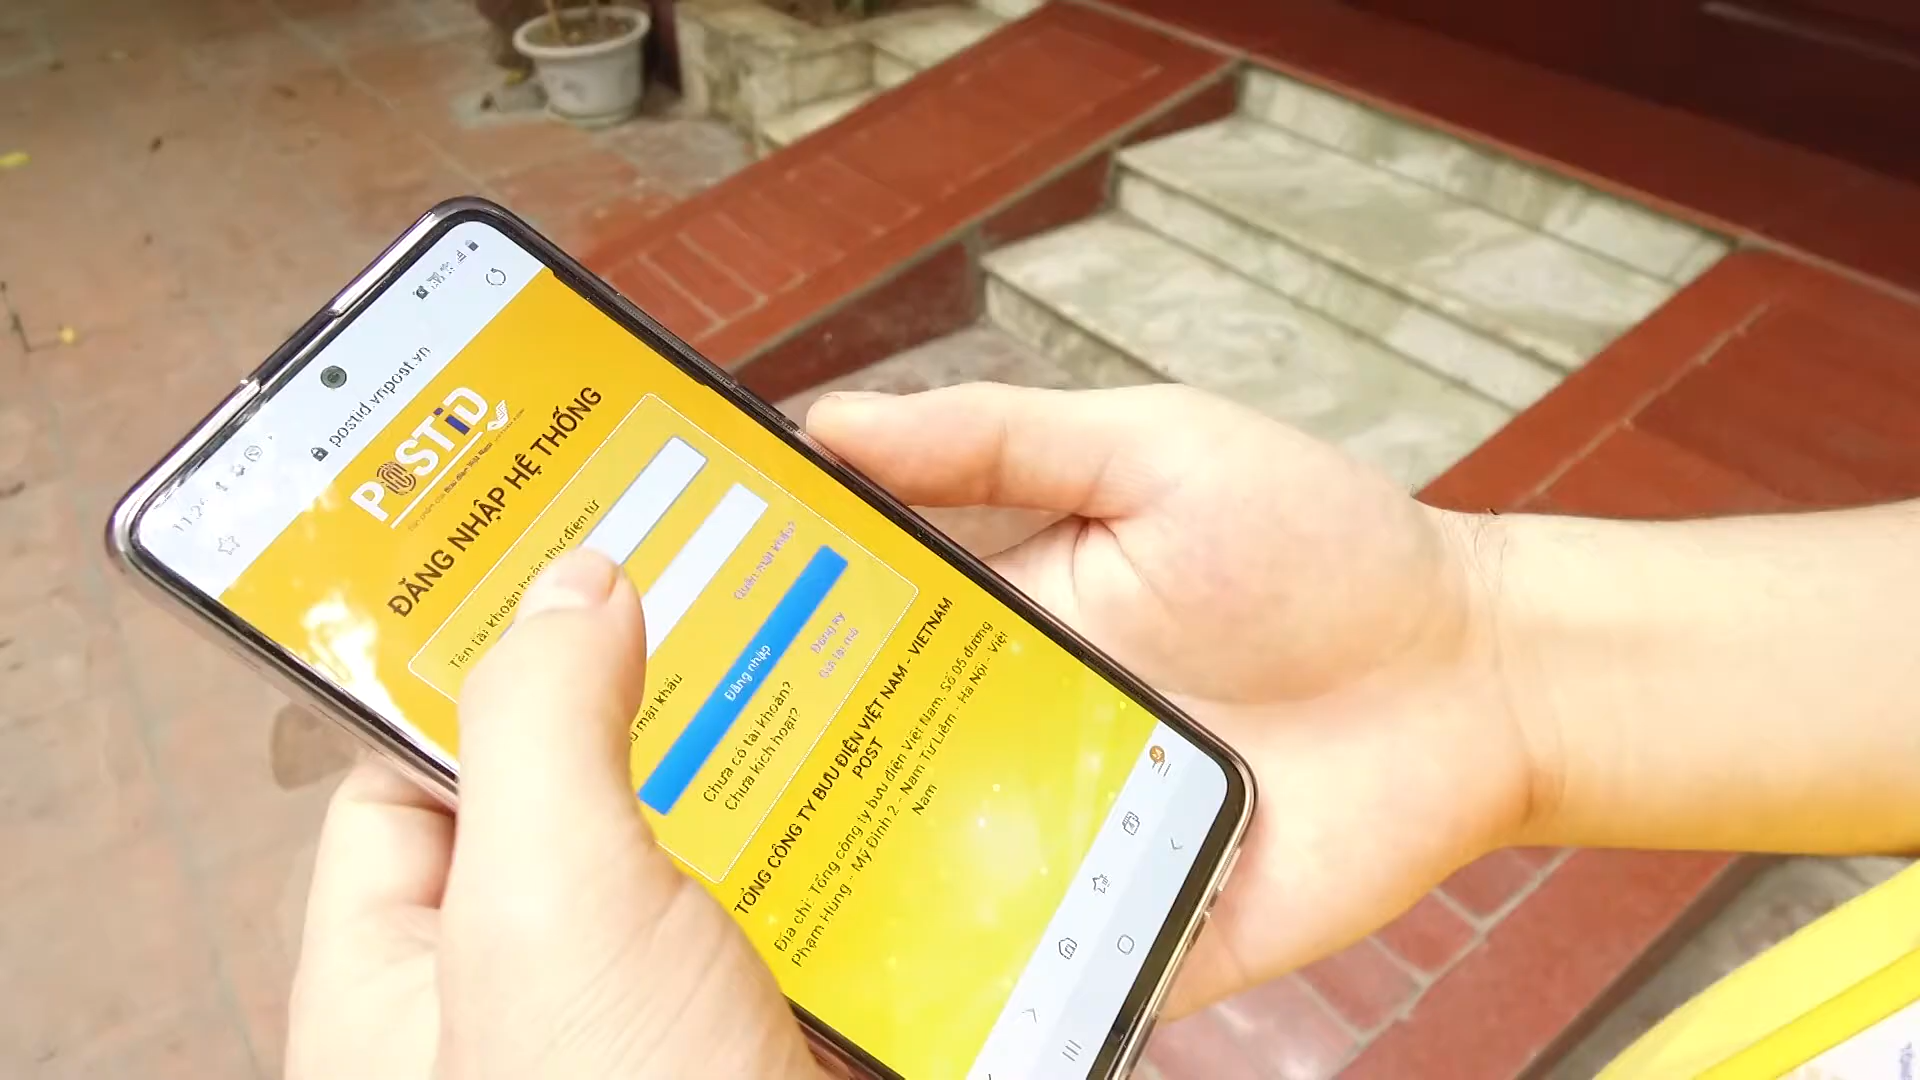 postid.vnpost.vn
POSTiD
ĐĂNG NHẬP HỆ THỐNG
Tên tài khoản hoặc thư điện tử
mật khẩu
Quên mật khẩu?
Đăng nhập
Chưa có tài khoản? Đăng ký
Chưa kích hoạt? Gửi lại mã
TỔNG CÔNG TY BƯU ĐIỆN VIỆT NAM - VIETNAM
POST
Địa chỉ: Tổng công ty bưu điện Việt Nam, Số 05 đường
Phạm Hùng - Mỹ Đình 2 - Nam Từ Liêm - Hà Nội - Việt
Nam